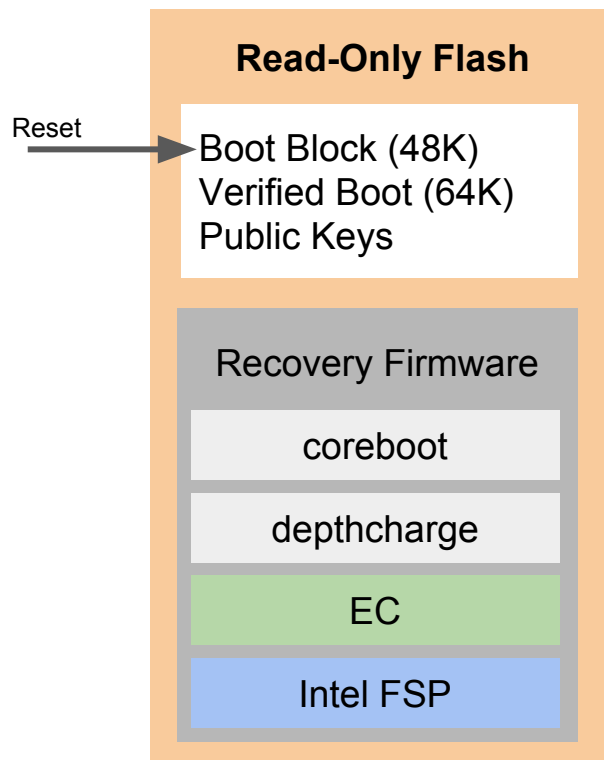 Read-Only Flash
Reset
Boot Block (48K)
Verified Boot (64K)
Public Keys
Recovery Firmware
coreboot
depthcharge
EC
Intel FSP